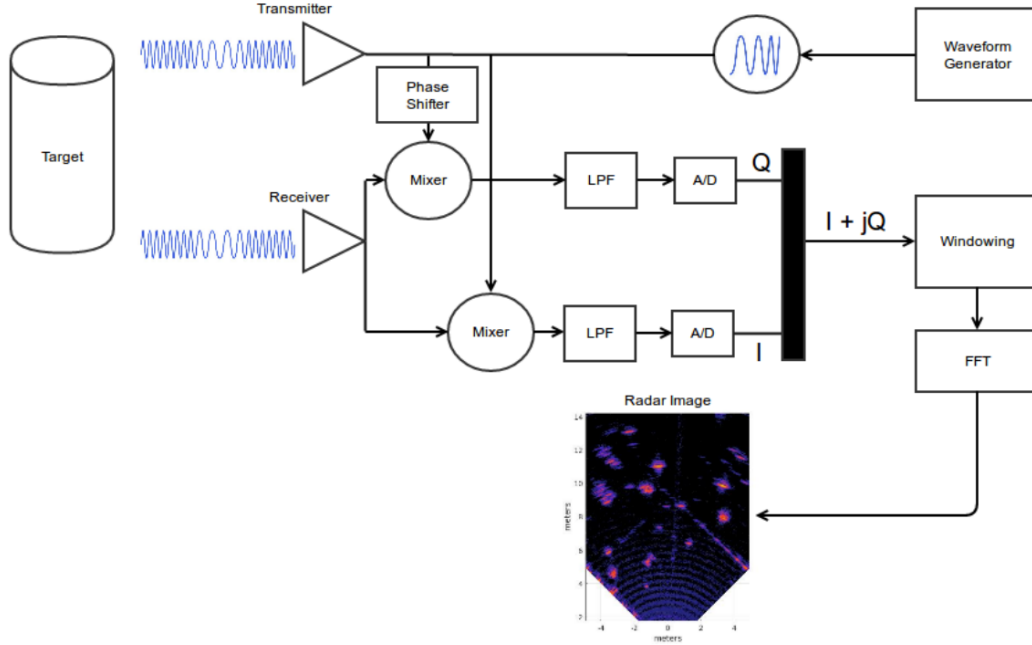 Transmitter
Waveform
Generator
Phase
Shifter
Target
Mixer
LPF
A/D
Q
Receiver
I + jQ
Windowing
Mixer
LPF
A/D
I
FFT
Radar Image
14
12
10
8
6
4
2
meters
-4
-2
0
2
4
meters